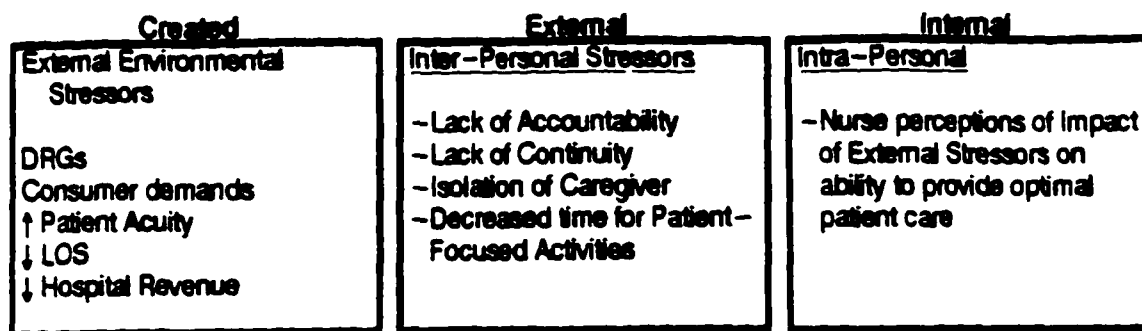 Created
External Environmental
Stressors
DRGs
Consumer demands
↑ Patient Acuity
↓ LOS
↓ Hospital Revenue
External
Inter-Personal Stressors
-Lack of Accountability
-Lack of Continuity
-Isolation of Caregiver
-Decreased time for Patient-
Focused Activities
Internal
Intra-Personal
-Nurse perceptions of Impact
of External Stressors on
ability to provide optimal
patient care